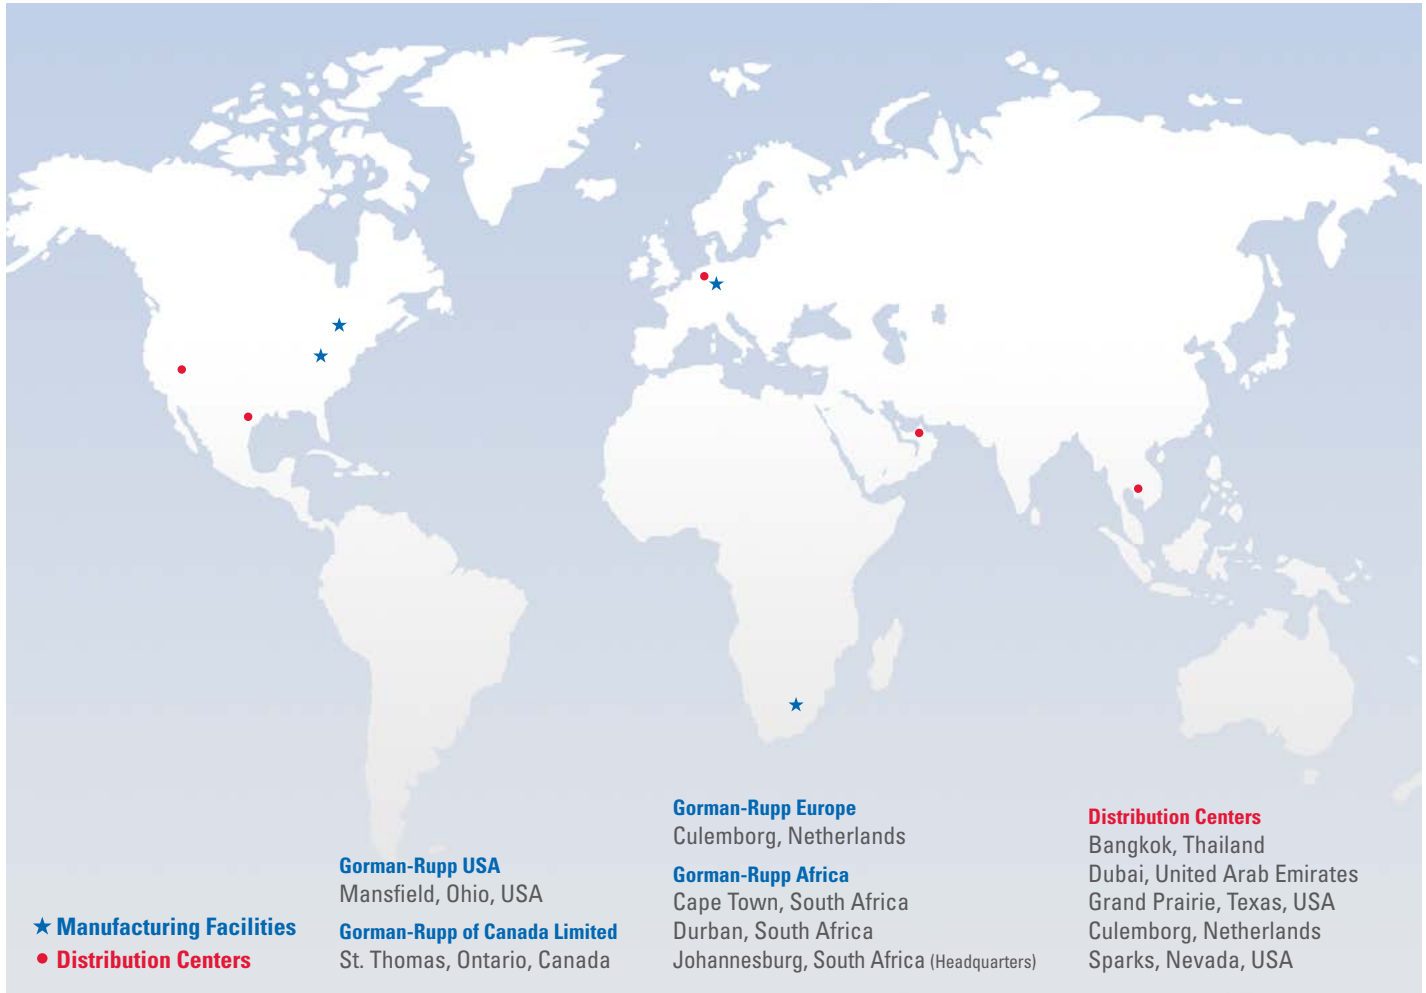 ★ Manufacturing Facilities
● Distribution Centers
Gorman-Rupp USA
Mansfield, Ohio, USA
Gorman-Rupp of Canada Limited
St. Thomas, Ontario, Canada
Gorman-Rupp Europe
Culemborg, Netherlands
Gorman-Rupp Africa
Cape Town, South Africa
Durban, South Africa
Johannesburg, South Africa (Headquarters)
Distribution Centers
Bangkok, Thailand
Dubai, United Arab Emirates
Grand Prairie, Texas, USA
Culemborg, Netherlands
Sparks, Nevada, USA